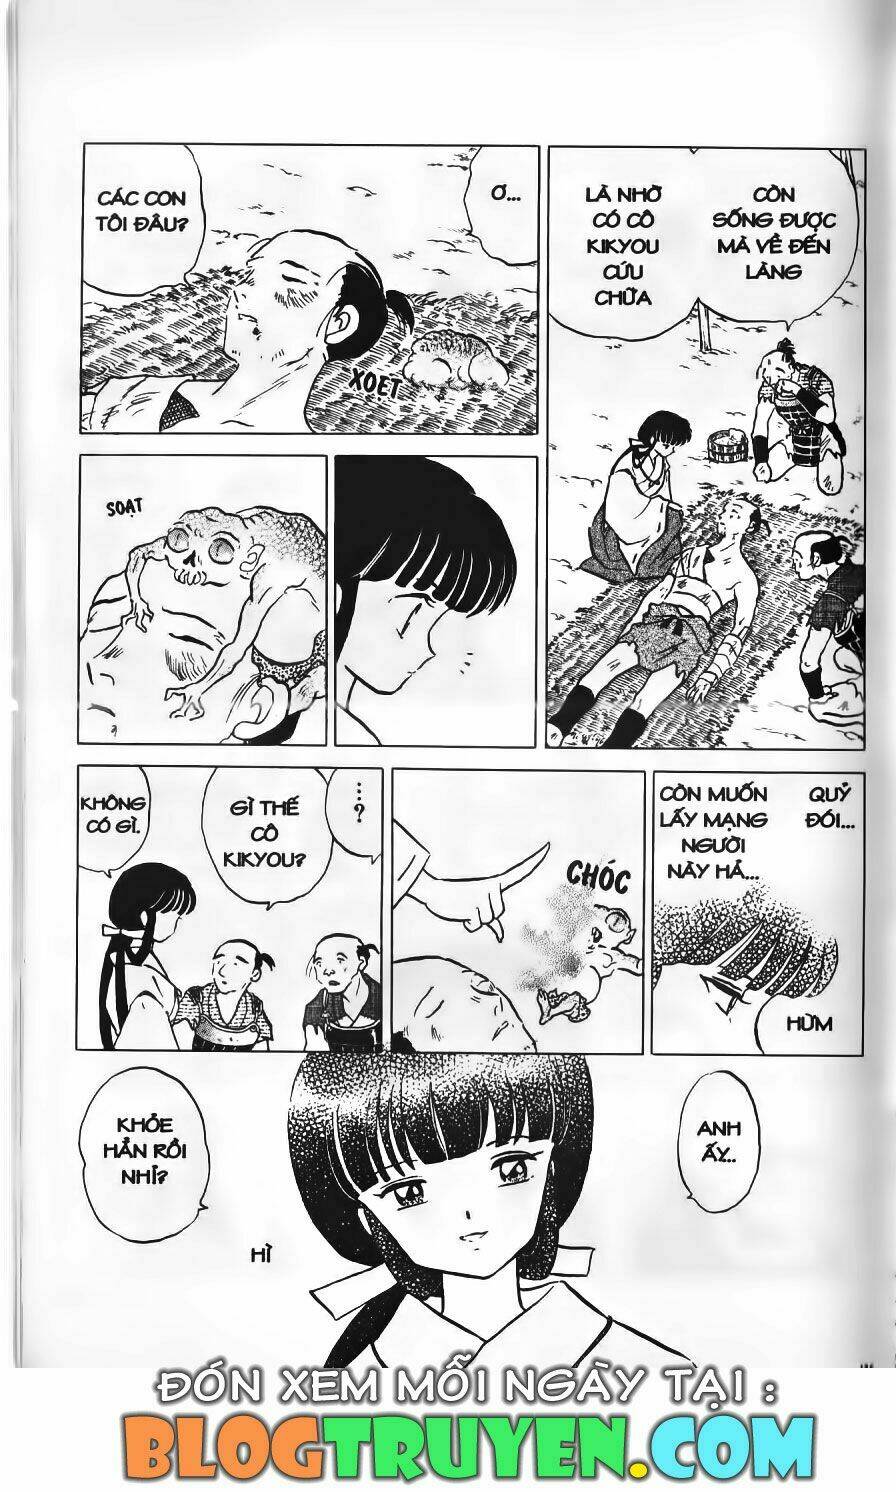 CÒN
SỐNG ĐƯỢC
MÀ VỀ ĐẾN
LÀNG
LÀ NHỜ
CÓ CÔ
KIKYOU
CỨU
CHỮA
Ơ...
CÁC CON
TÔI ĐÂU?
XOẸT
SOẠT
QUỶ
ĐÓI...
CÒN MUỐN
LẤY MẠNG
NGƯỜI
NÀY HẢ...
HỪM
CHÓC
...?
GÌ THẾ
CÔ
KIKYOU?
KHÔNG
CÓ GÌ.
ANH
ẤY...
KHỎE
HẲN RỒI
NHỈ?
HÌ
ĐÓN XEM MỖI NGÀY TẠI :
BLOGTRUYEN.COM